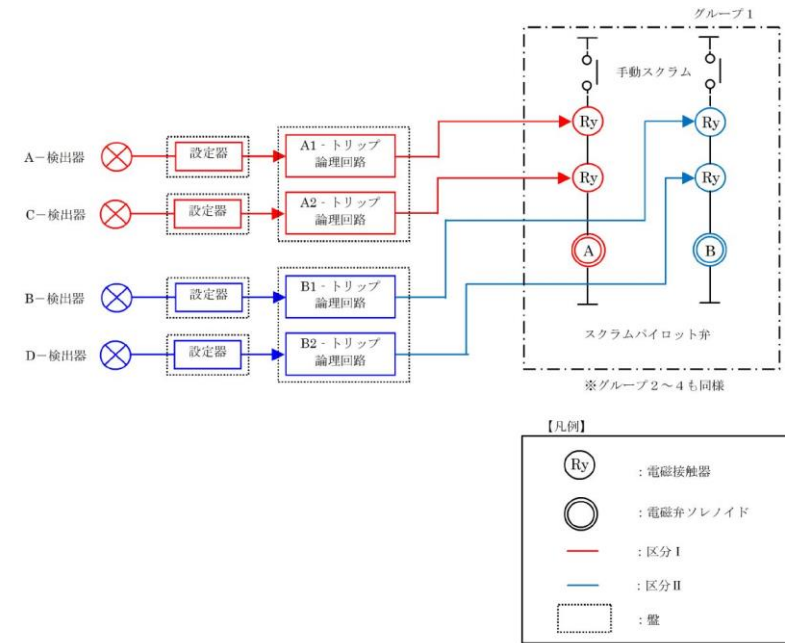 グループ1
手動スクラム
A-検出器
設定器
A1‐トリップ
論理回路
Ry
Ry
Ry
Ry
C-検出器
設定器
A2‐トリップ
論理回路
A
B
B-検出器
設定器
B1‐トリップ
論理回路
D-検出器
設定器
B2‐トリップ
論理回路
スクラムパイロット弁
※グループ2~4も同様
【凡例】
Ry
:電磁接触器
:電磁弁ソレノイド
:区分Ⅰ
:区分Ⅱ
:盤